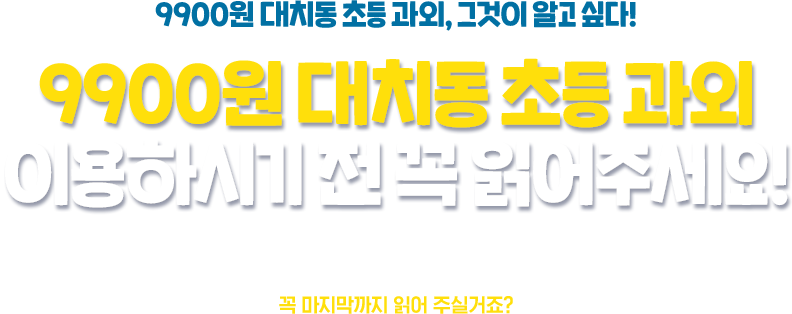 9900원 대치동 초등 과외, 그것이 알고 싶다!
9900원 대치동 초등 과외
이용하시기 전 꼭 읽어주세요!
꼭 마지막까지 읽어 주실거죠?